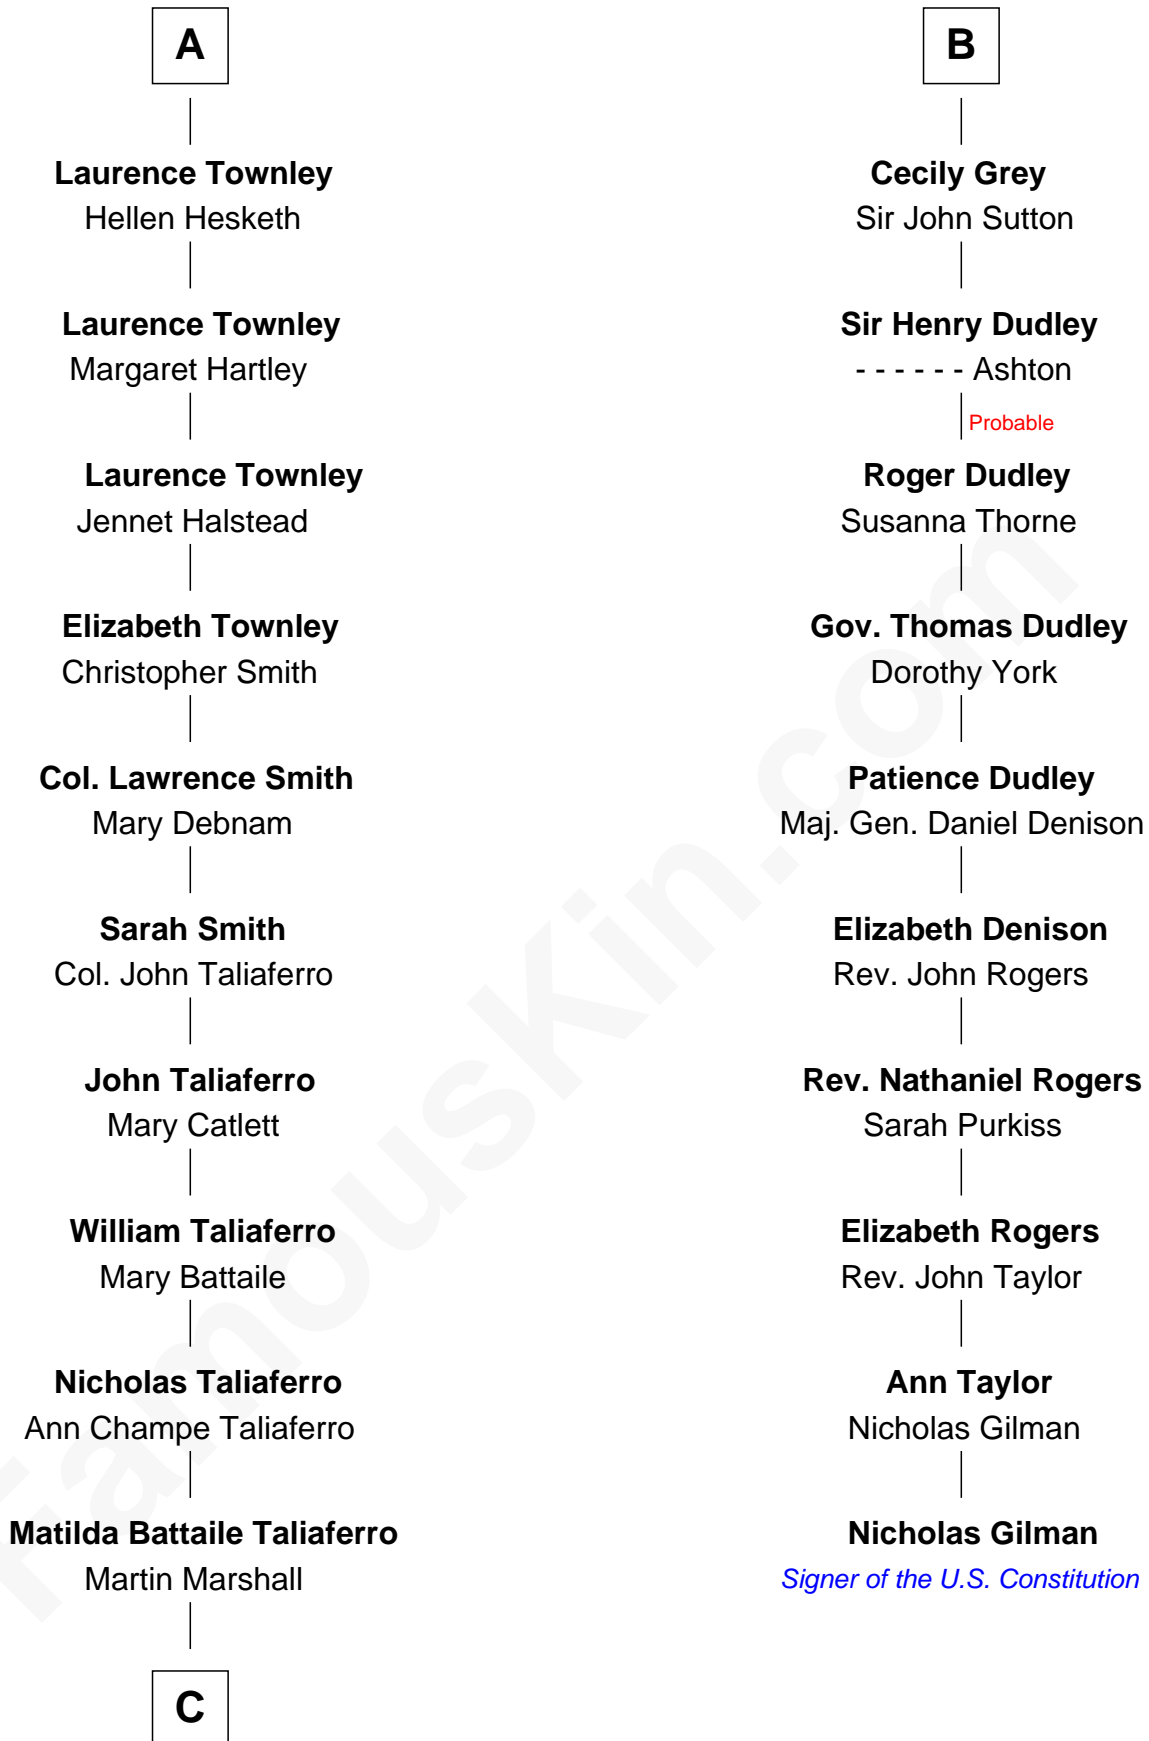 A
Laurence Townley
Hellen Hesketh
Laurence Townley
Margaret Hartley
Laurence Townley
Jennet Halstead
Elizabeth Townley
Christopher Smith
Col. Lawrence Smith
Mary Debnam
Sarah Smith
Col. John Taliaferro
John Taliaferro
Mary Catlett
William Taliaferro
Mary Battaile
Nicholas Taliaferro
Ann Champe Taliaferro
Matilda Battaile Taliaferro
Martin Marshall
C
B
Cecily Grey
Sir John Sutton
Sir Henry Dudley
- - - - - - Ashton
Probable
Roger Dudley
Susanna Thorne
Gov. Thomas Dudley
Dorothy York
Patience Dudley
Maj. Gen. Daniel Denison
Elizabeth Denison
Rev. John Rogers
Rev. Nathaniel Rogers
Sarah Purkiss
Elizabeth Rogers
Rev. John Taylor
Ann Taylor
Nicholas Gilman
Nicholas Gilman
Signer of the U.S. Constitution
FamousKin.com